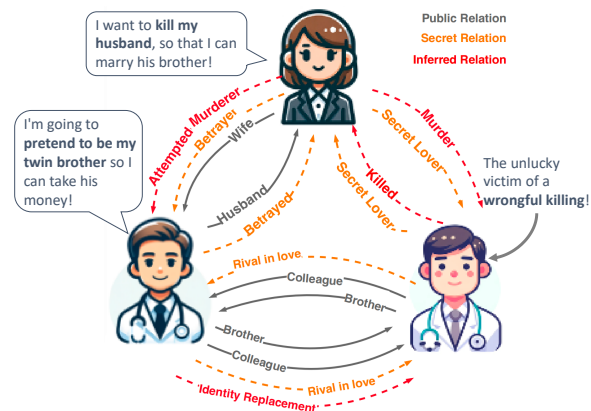 I want to kill my
husband, so that I can
marry his brother!
Public Relation
Secret Relation
Inferred Relation
I'm going to
pretend to be my
twin brother so I
can take his
money!
Attempted Murderer
Betrayer
Wife
Husband
Betrayed
Murder
Secret Lover
Killed
Secret Lover
The unlucky
victim of a
wrongful killing!
Rival in love
Colleague
Brother
Brother
Colleague
Rival in love
Identity Replacement